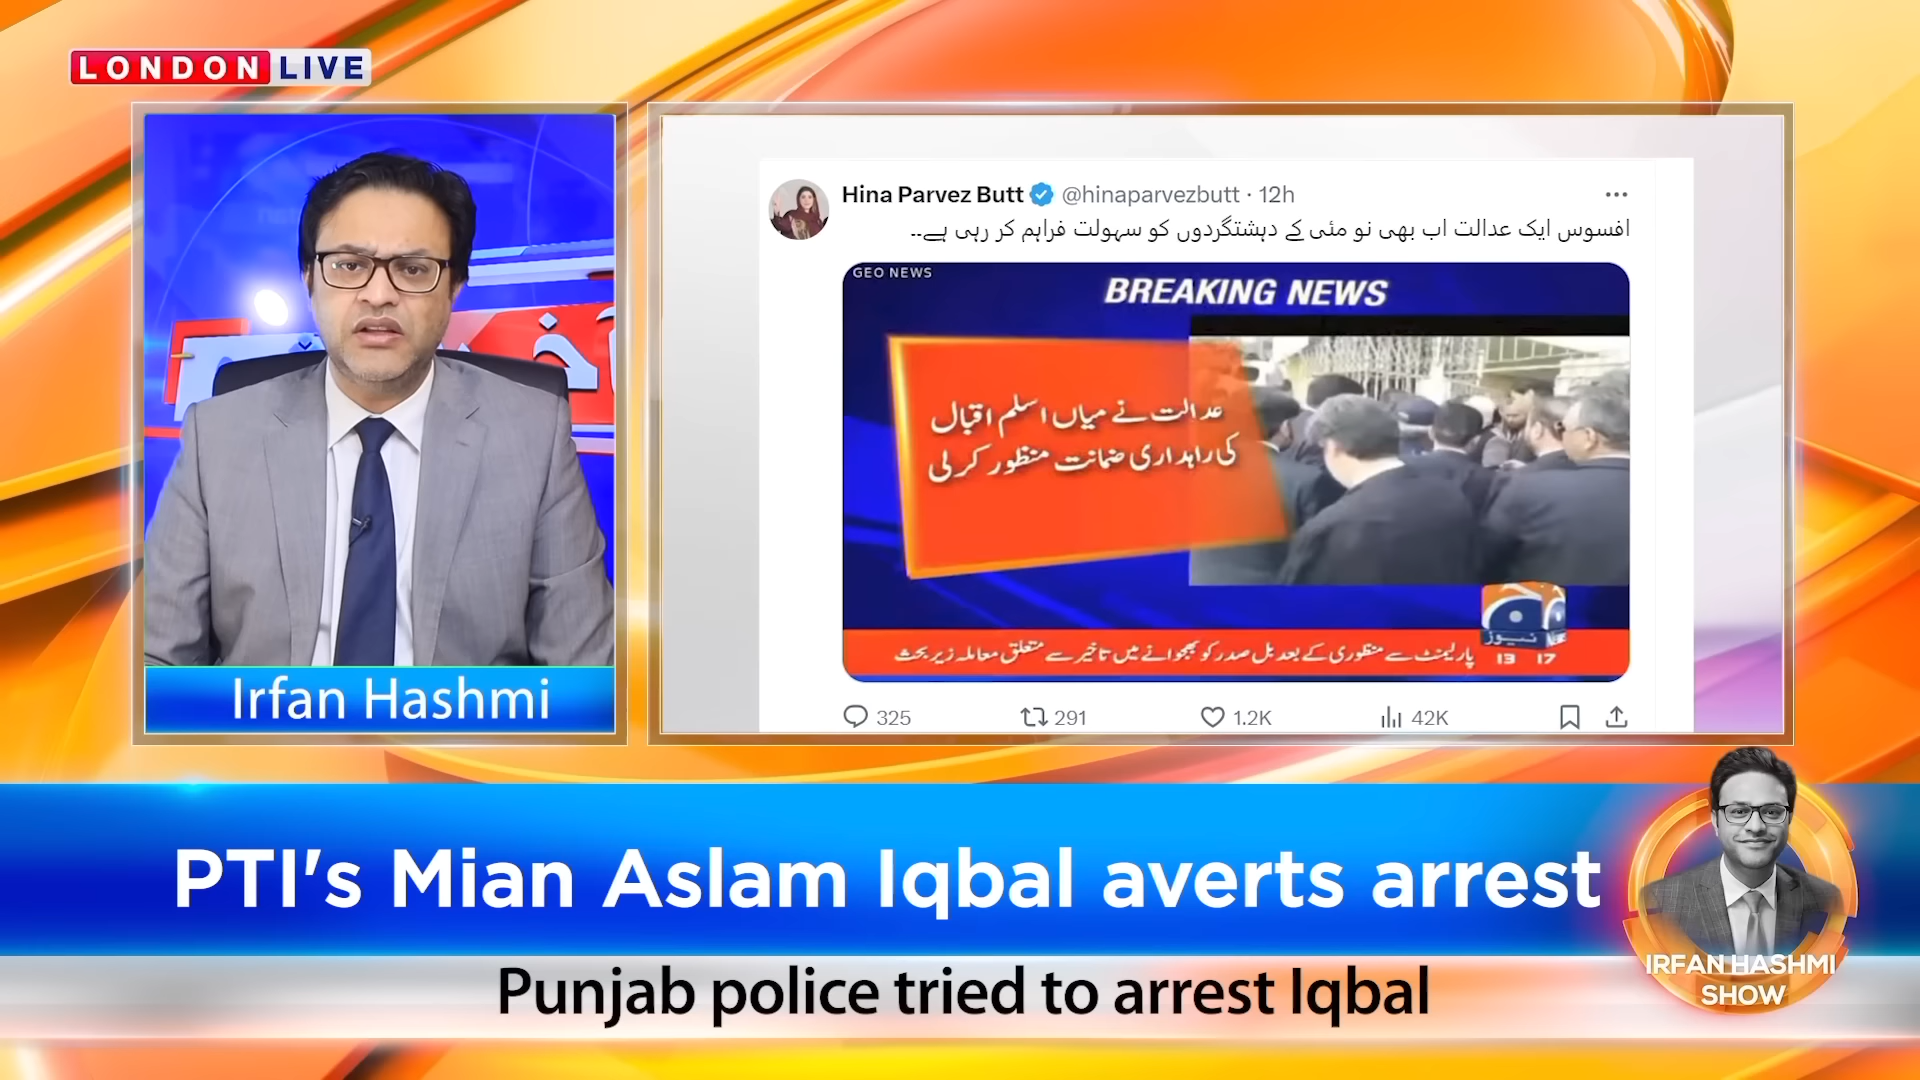 LONDON LIVE
Irfan Hashmi
Hina Parvez Butt @hinaparvezbutt · 12h
افسوس ایک عدالت اب بھی نو مئی کے دہشتگردوں کو سہولت فراہم کر رہی ہے۔۔
GEO NEWS
BREAKING NEWS
عدالت نے میاں اسلم اقبال
کی راہداری ضمانت منظور کرلی
نیوز NEWS
13 17
پارلیمنٹ سے منظوری کے بعد بل صدر کو بھجوانے میں تاخیر سے متعلق معاملہ زیر بحث
325 291 1.2K 42K
PTI's Mian Aslam Iqbal averts arrest
Punjab police tried to arrest Iqbal
IRFAN HASHMI
SHOW